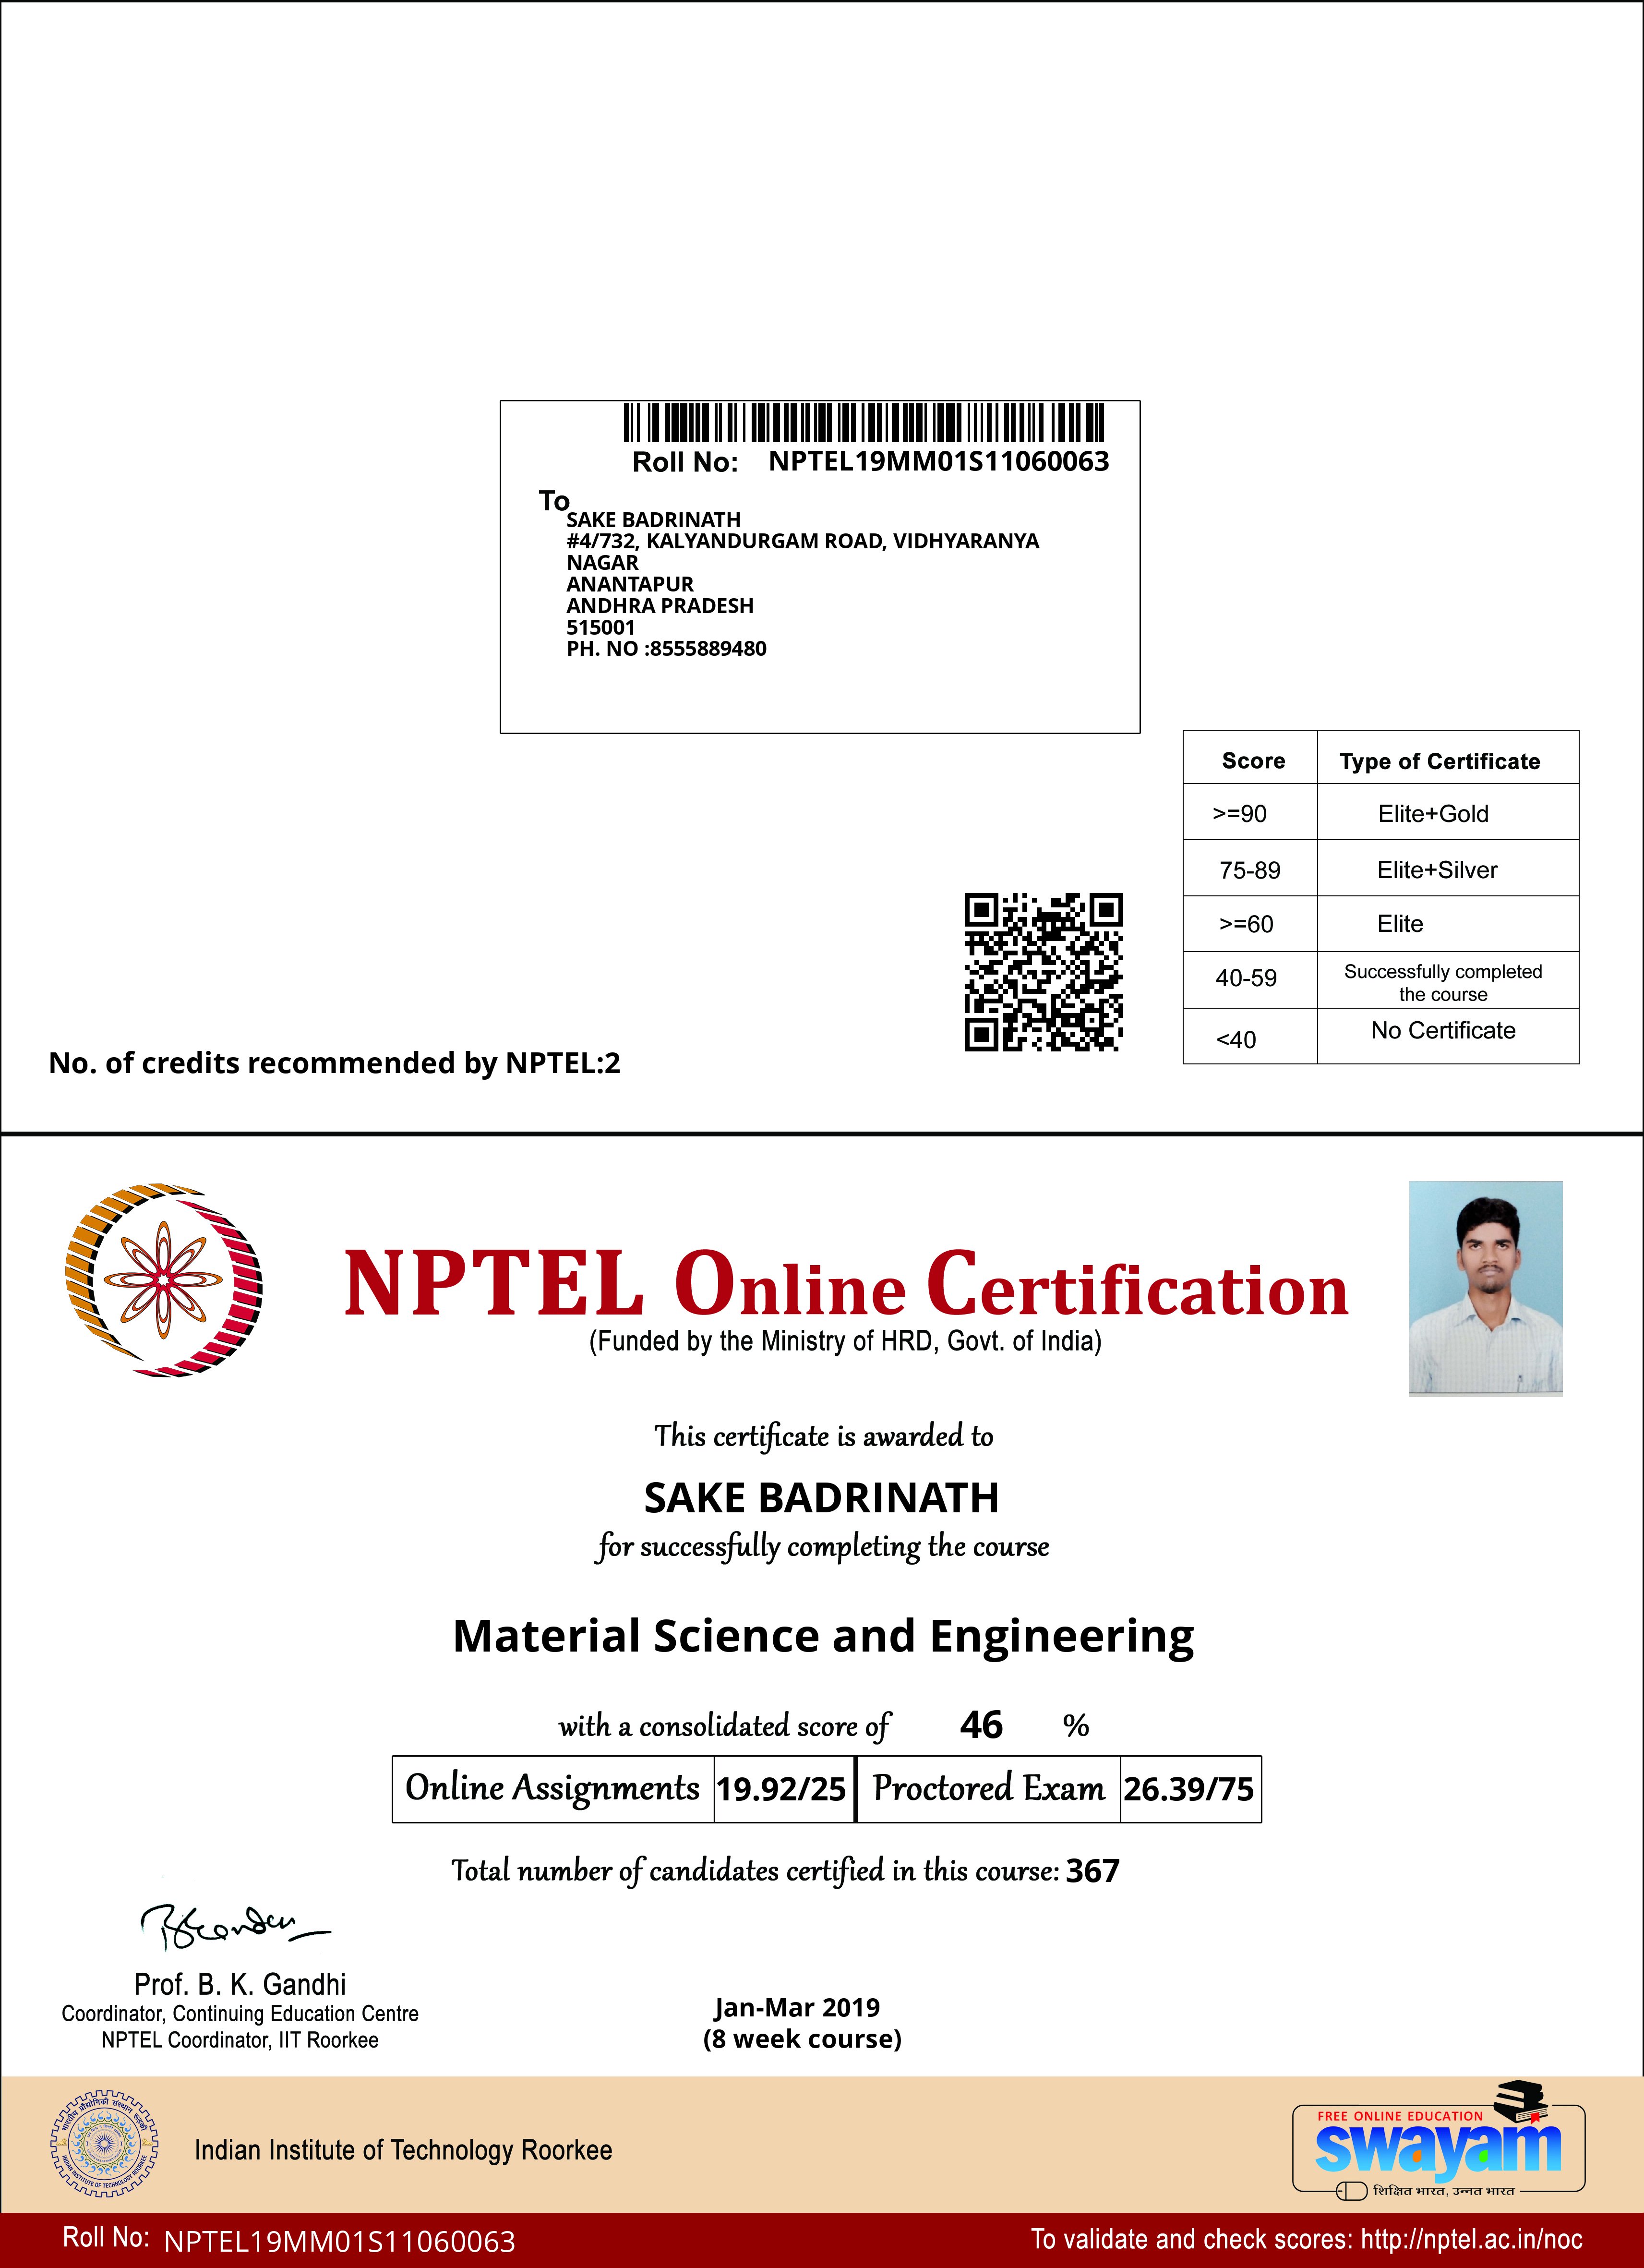 Roll No: NPTEL19MM01S11060063
To
SAKE BADRINATH
#4/732, KALYANDURGAM ROAD, VIDHYARANYA
NAGAR
ANANTAPUR
ANDHRA PRADESH
515001
PH. NO :8555889480
Score Type of Certificate
>=90 Elite+Gold
75-89 Elite+Silver
>=60 Elite
40-59 Successfully completed
the course
<40 No Certificate
No. of credits recommended by NPTEL:2
NPTEL Online Certification
(Funded by the Ministry of HRD, Govt. of India)
This certificate is awarded to
SAKE BADRINATH
for successfully completing the course
Material Science and Engineering
with a consolidated score of 46 %
Online Assignments 19.92/25 Proctored Exam 26.39/75
Total number of candidates certified in this course: 367
Prof. B. K. Gandhi
Coordinator, Continuing Education Centre
NPTEL Coordinator, IIT Roorkee
Jan-Mar 2019
(8 week course)
भारतीय प्रौद्योगिकी संस्थान रूड़की
INDIAN INSTITUTE OF TECHNOLOGY ROORKEE
Indian Institute of Technology Roorkee
FREE ONLINE EDUCATION
swayam
शिक्षित भारत, उन्नत भारत
Roll No: NPTEL19MM01S11060063
To validate and check scores: http://nptel.ac.in/noc